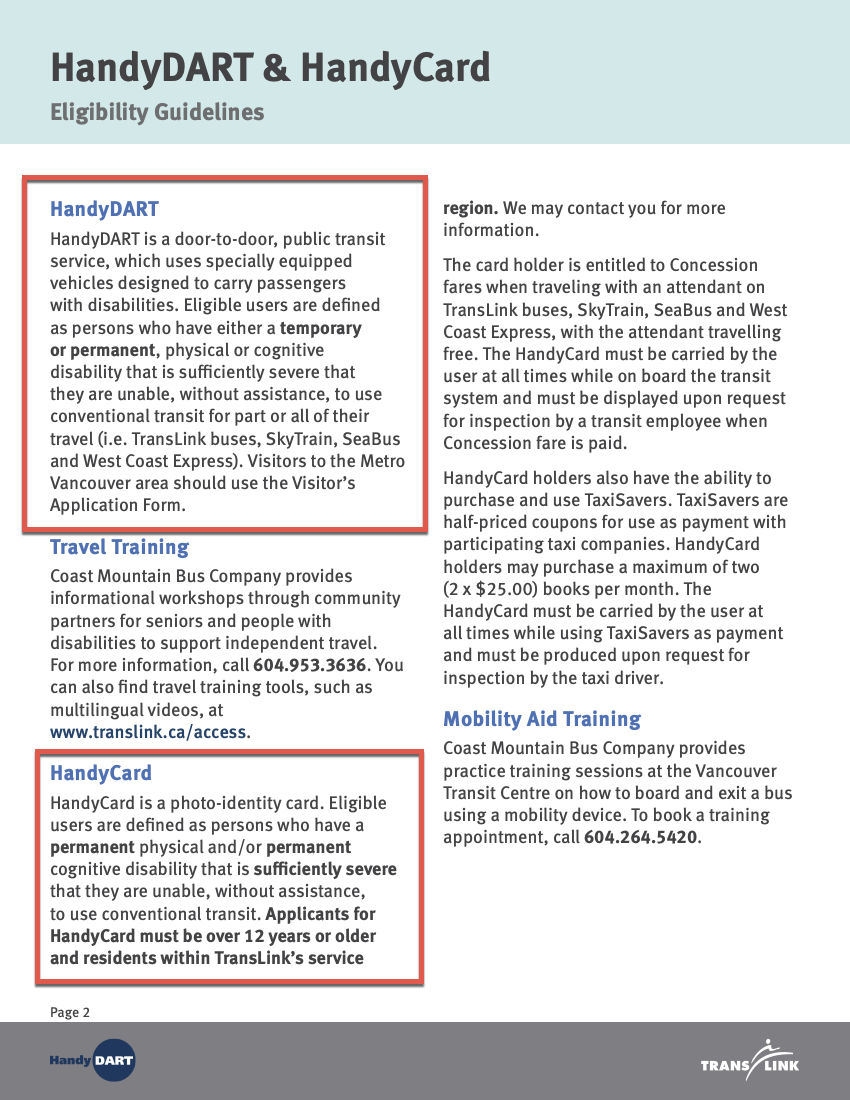 HandyDART & HandyCard
Eligibility Guidelines
HandyDART
HandyDART is a door-to-door, public transit
service, which uses specially equipped
vehicles designed to carry passengers
with disabilities. Eligible users are defined
as persons who have either a temporary
or permanent, physical or cognitive
disability that is sufficiently severe that
they are unable, without assistance, to use
conventional transit for part or all of their
travel (i.e. TransLink buses, SkyTrain, SeaBus
and West Coast Express). Visitors to the Metro
Vancouver area should use the Visitor's
Application Form.
Travel Training
Coast Mountain Bus Company provides
informational workshops through community
partners for seniors and people with
disabilities to support independent travel.
For more information, call 604.953.3636. You
can also find travel training tools, such as
multilingual videos, at
www.translink.ca/access.
HandyCard
HandyCard is a photo-identity card. Eligible
users are defined as persons who have a
permanent physical and/or permanent
cognitive disability that is sufficiently severe
that they are unable, without assistance,
to use conventional transit. Applicants for
HandyCard must be over 12 years or older
and residents within TransLink's service
region. We may contact you for more
information.
The card holder is entitled to Concession
fares when traveling with an attendant on
TransLink buses, SkyTrain, SeaBus and West
Coast Express, with the attendant travelling
free. The HandyCard must be carried by the
user at all times while on board the transit
system and must be displayed upon request
for inspection by a transit employee when
Concession fare is paid.
HandyCard holders also have the ability to
purchase and use TaxiSavers. TaxiSavers are
half-priced coupons for use as payment with
participating taxi companies. HandyCard
holders may purchase a maximum of two
(2 x $25.00) books per month. The
HandyCard must be carried by the user at
all times while using TaxiSavers as payment
and must be produced upon request for
inspection by the taxi driver.
Mobility Aid Training
Coast Mountain Bus Company provides
practice training sessions at the Vancouver
Transit Centre on how to board and exit a bus
using a mobility device. To book a training
appointment, call 604.264.5420.
Page 2
HandyDART
TRANSLINK